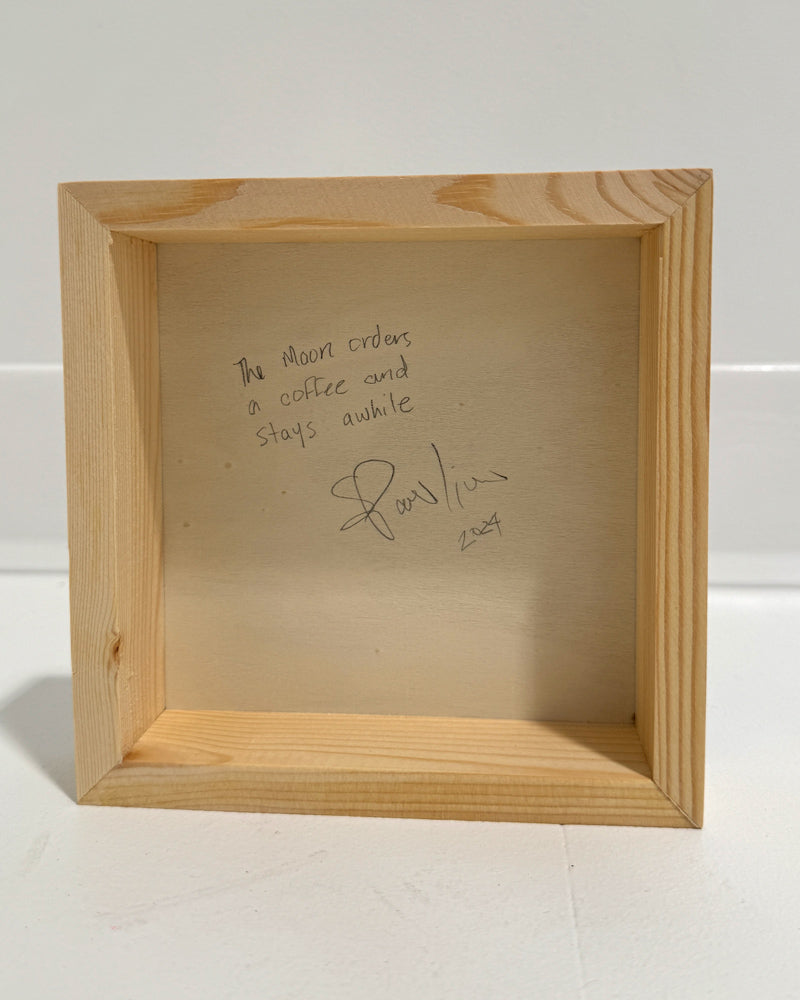 The Moon orders
a coffee and
stays awhile
2024